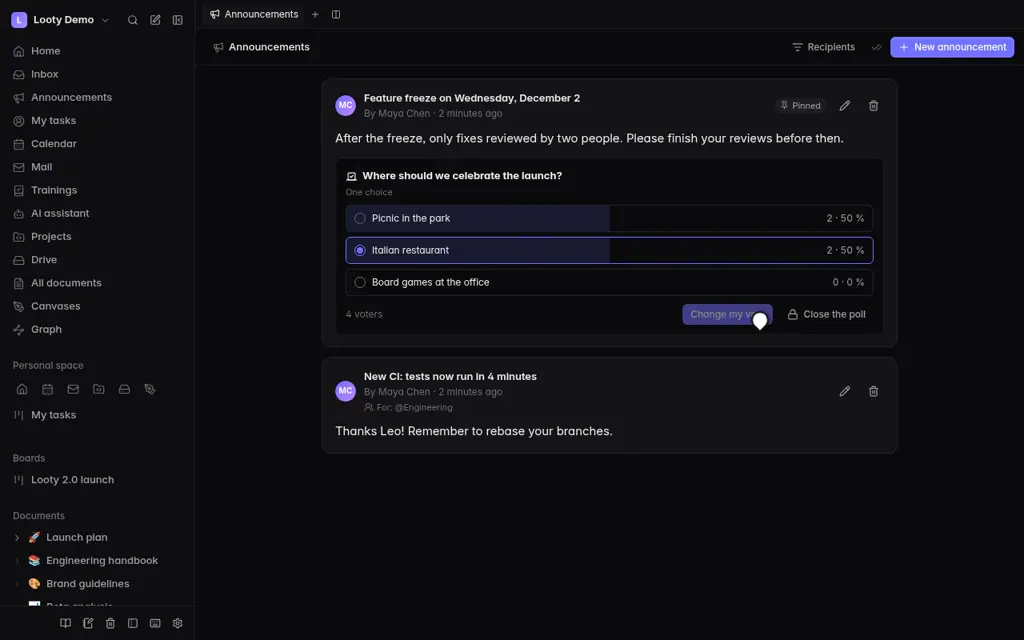 L
Looty Demo
Announcements
Home
Inbox
Announcements
My tasks
Calendar
Mail
Trainings
AI assistant
Projects
Drive
All documents
Canvases
Graph
Personal space
My tasks
Boards
Looty 2.0 launch
Documents
Launch plan
Engineering handbook
Brand guidelines
Announcements
Recipients
New announcement
MC
Feature freeze on Wednesday, December 2
By Maya Chen · 2 minutes ago
Pinned
After the freeze, only fixes reviewed by two people. Please finish your reviews before then.
Where should we celebrate the launch?
One choice
Picnic in the park 2 · 50 %
Italian restaurant 2 · 50 %
Board games at the office 0 · 0 %
4 voters
Change my
Close the poll
MC
New CI: tests now run in 4 minutes
By Maya Chen · 2 minutes ago
For: @Engineering
Thanks Leo! Remember to rebase your branches.